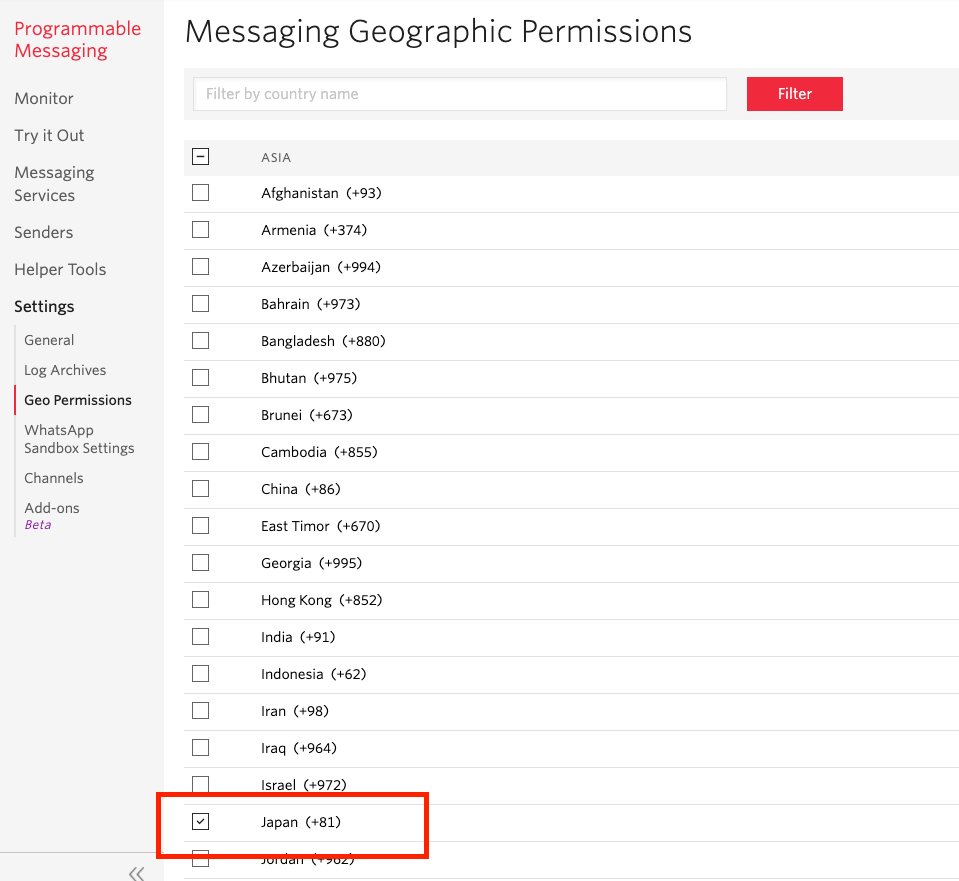 Programmable
Messaging
Monitor
Try it Out
Messaging
Services
Senders
Helper Tools
Settings
General
Log Archives
Geo Permissions
WhatsApp
Sandbox Settings
Channels
Add-ons
Beta
Messaging Geographic Permissions
Filter by country name
Filter
ASIA
Afghanistan (+93)
Armenia (+374)
Azerbaijan (+994)
Bahrain (+973)
Bangladesh (+880)
Bhutan (+975)
Brunei (+673)
Cambodia (+855)
China (+86)
East Timor (+670)
Georgia (+995)
Hong Kong (+852)
India (+91)
Indonesia (+62)
Iran (+98)
Iraq (+964)
Israel (+972)
Japan (+81)
Jordan (+962)